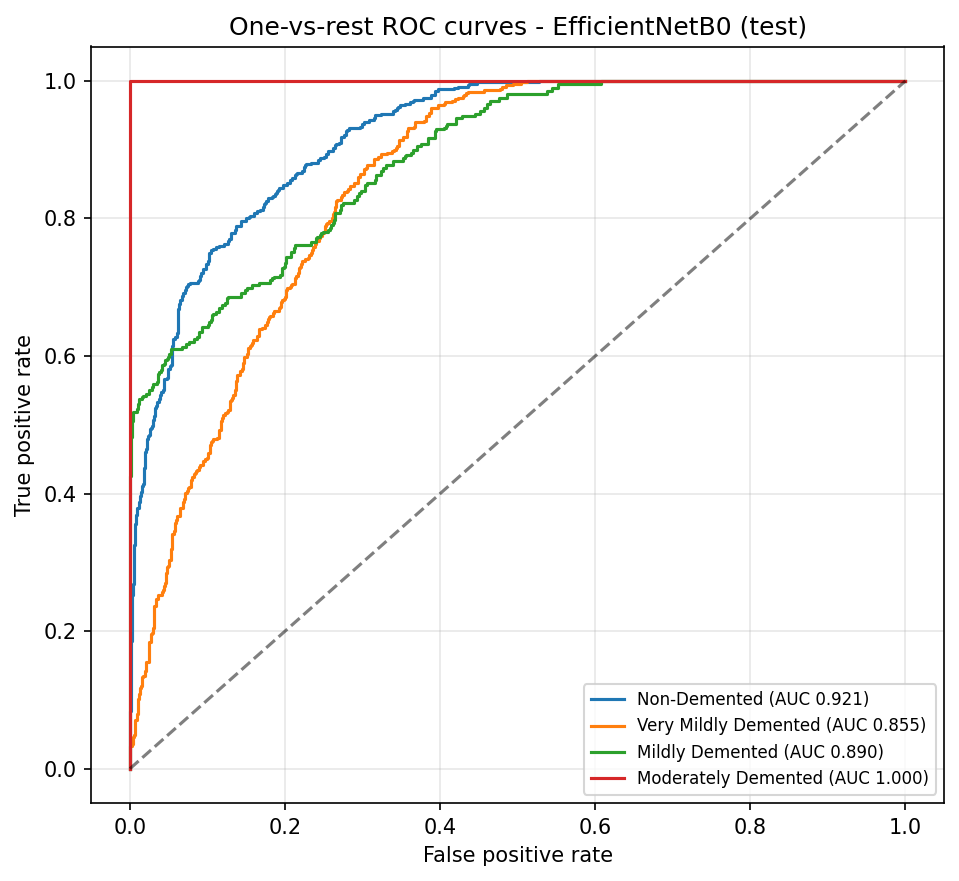 One-vs-rest ROC curves - EfficientNetB0 (test)
True positive rate
1.0
0.8
0.6
0.4
0.2
0.0
0.0 0.2 0.4 0.6 0.8 1.0
False positive rate
Non-Demented (AUC 0.921)
Very Mildly Demented (AUC 0.855)
Mildly Demented (AUC 0.890)
Moderately Demented (AUC 1.000)